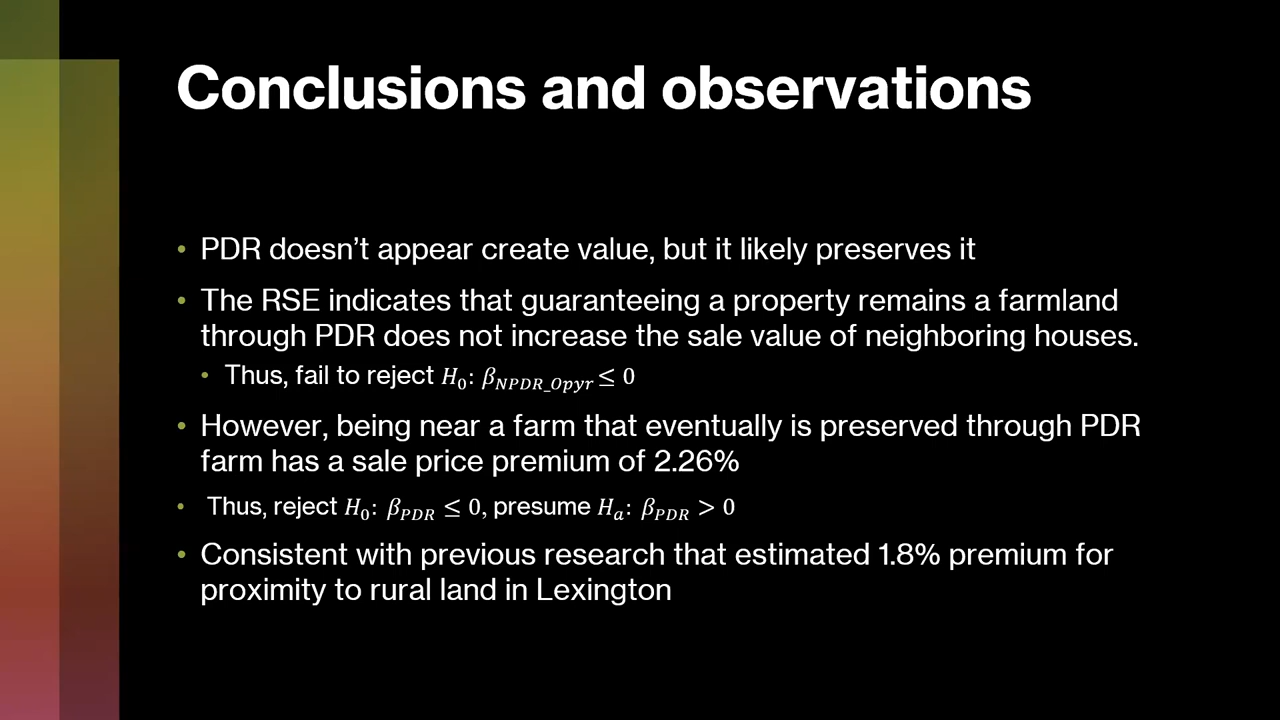 Conclusions and observations
• PDR doesn’t appear create value, but it likely preserves it
• The RSE indicates that guaranteeing a property remains a farmland
through PDR does not increase the sale value of neighboring houses.
• Thus, fail to reject H₀: β_NPDR_0pyr ≤ 0
• However, being near a farm that eventually is preserved through PDR
farm has a sale price premium of 2.26%
• Thus, reject H₀: β_PDR ≤ 0, presume Hₐ: β_PDR > 0
• Consistent with previous research that estimated 1.8% premium for
proximity to rural land in Lexington